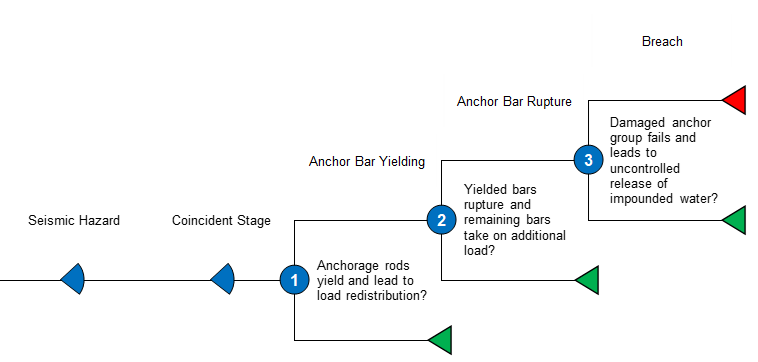 Breach
Anchor Bar Rupture
Damaged anchor
group fails and
leads to
uncontrolled
release of
impounded water?
3
Anchor Bar Yielding
Yielded bars
rupture and
remaining bars
take on additional
load?
2
Seismic Hazard
Coincident Stage
1
Anchorage rods
yield and lead to
load redistribution?